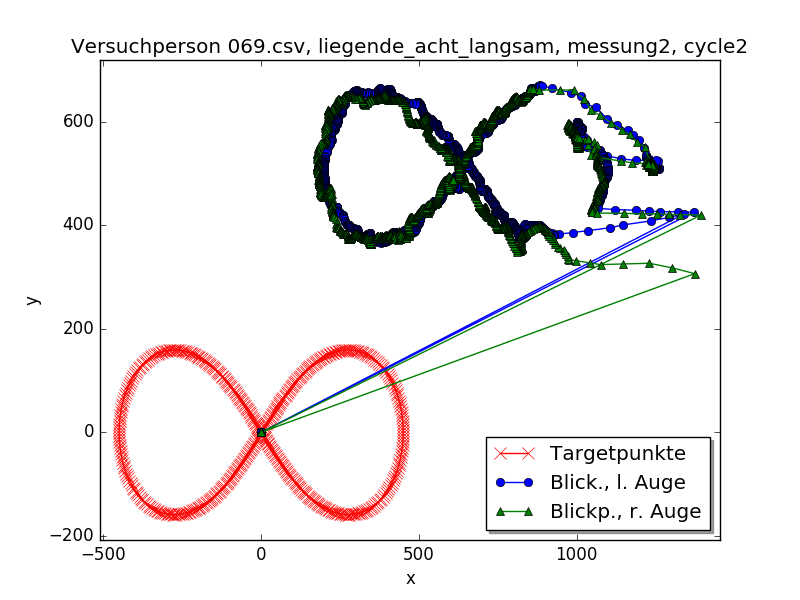 Versuchperson 069.csv, liegende_acht_langsam, messung2, cycle2
600
400
200
0
−200
y
−500
0
500
1000
x
Targetpunkte
Blick., l. Auge
Blickp., r. Auge